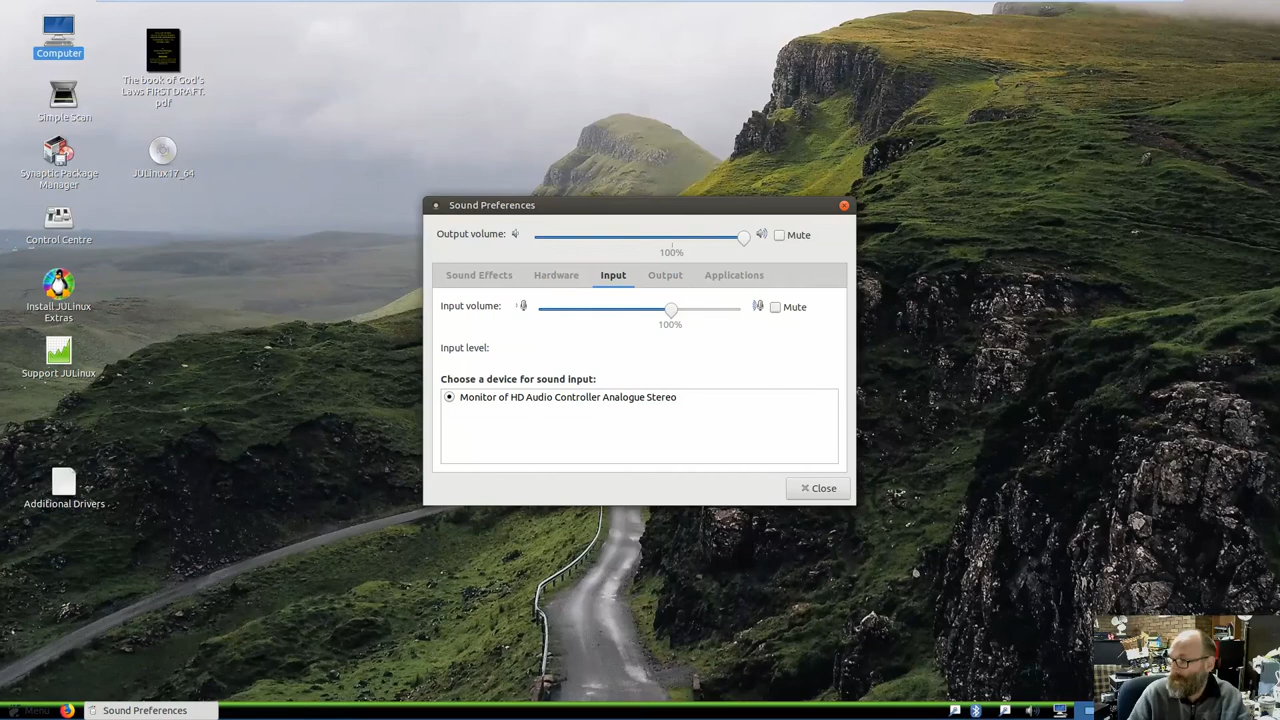 Computer
The book of God's
Laws FIRST DRAFT.
pdf
Simple Scan
Synaptic Package
Manager
JULinux17_64
Control Centre
Install JULinux
Extras
Support JULinux
Additional Drivers
Sound Preferences
Output volume:
Mute
100%
Sound Effects
Hardware
Input
Output
Applications
Input volume:
Mute
100%
Input level:
Choose a device for sound input:
Monitor of HD Audio Controller Analogue Stereo
Close
Menu
Sound Preferences